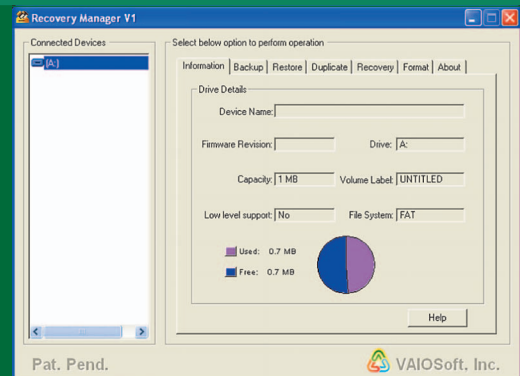 Recovery Manager V1
Connected Devices
(A:)
Select below option to perform operation
Information Backup Restore Duplicate Recovery Format About
Drive Details
Device Name:
Firmware Revision: Drive: A:
Capacity: 1 MB Volume Label: UNTITLED
Low level support: No File System: FAT
Used: 0.7 MB
Free: 0.7 MB
Help
Pat. Pend. VAIOSoft, Inc.